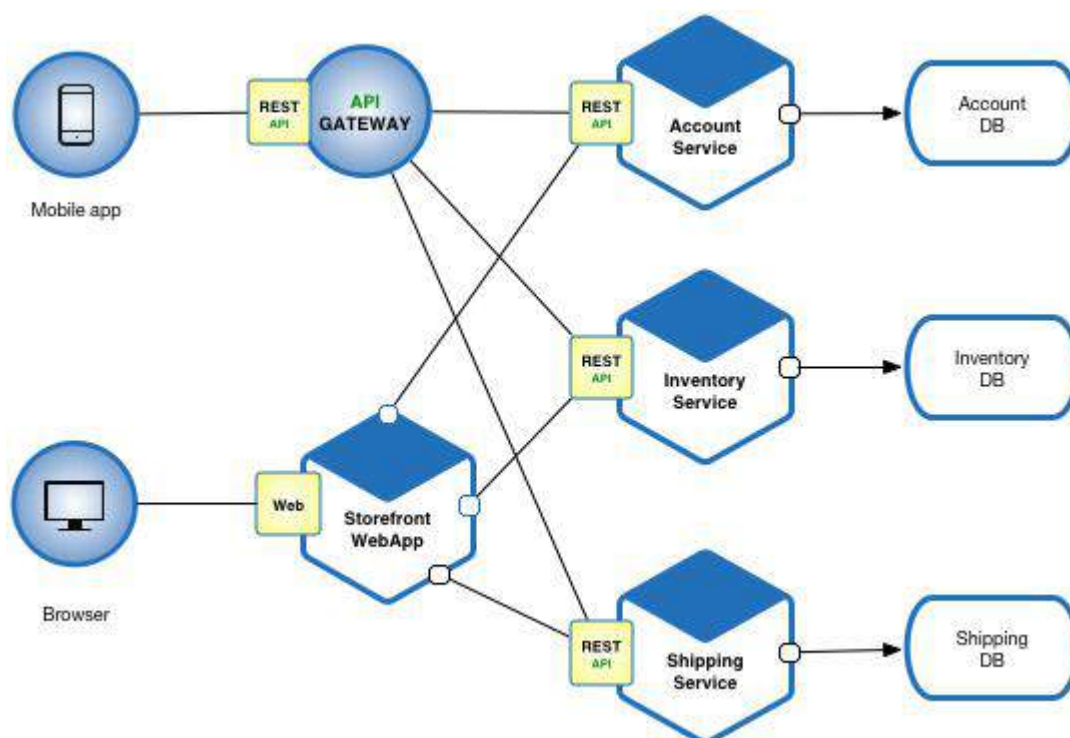 REST
API
API
GATEWAY
REST
API
Account
Service
Account
DB
Mobile app
REST
API
Inventory
Service
Inventory
DB
Web
Storefront
WebApp
Browser
REST
API
Shipping
Service
Shipping
DB